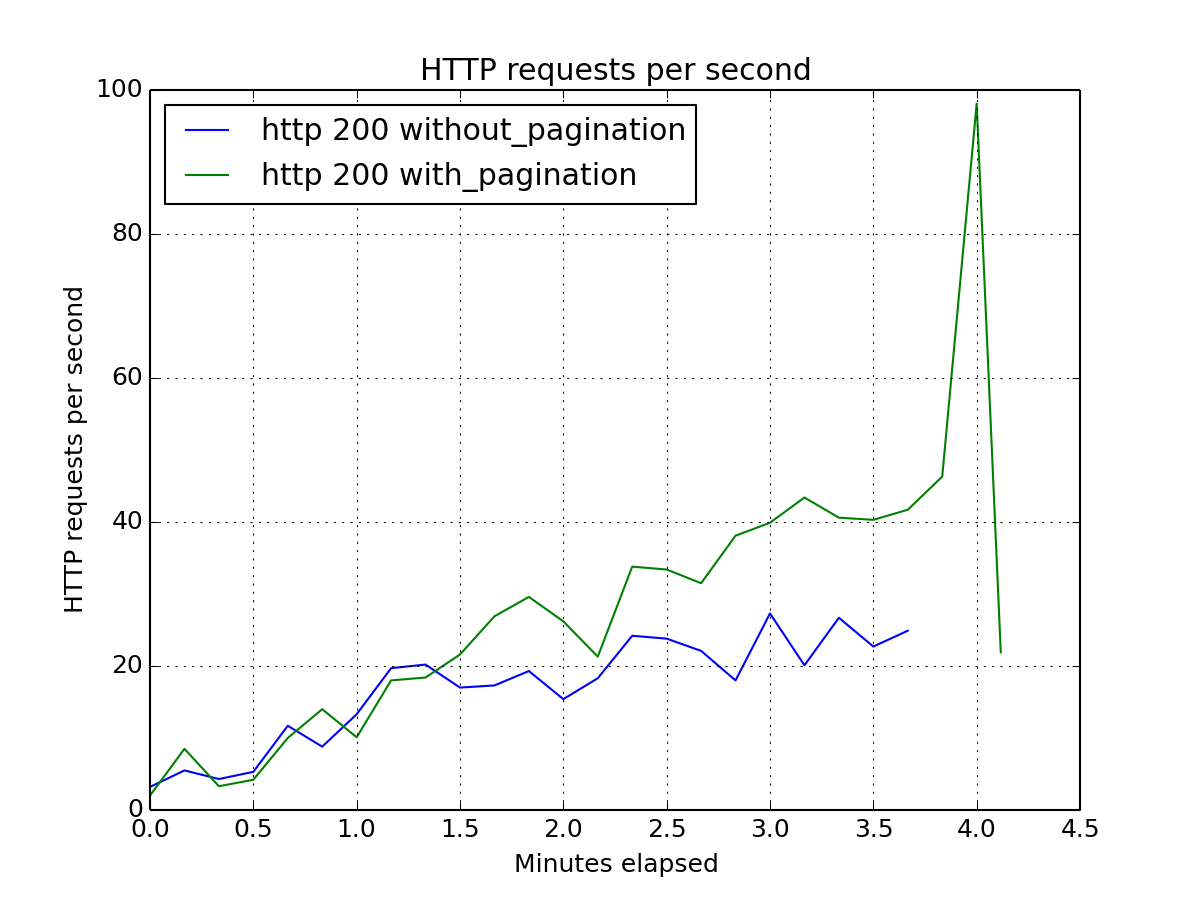 HTTP requests per second
100
http 200 without_pagination
http 200 with_pagination
80
60
40
20
0
HTTP requests per second
0.0 0.5 1.0 1.5 2.0 2.5 3.0 3.5 4.0 4.5
Minutes elapsed